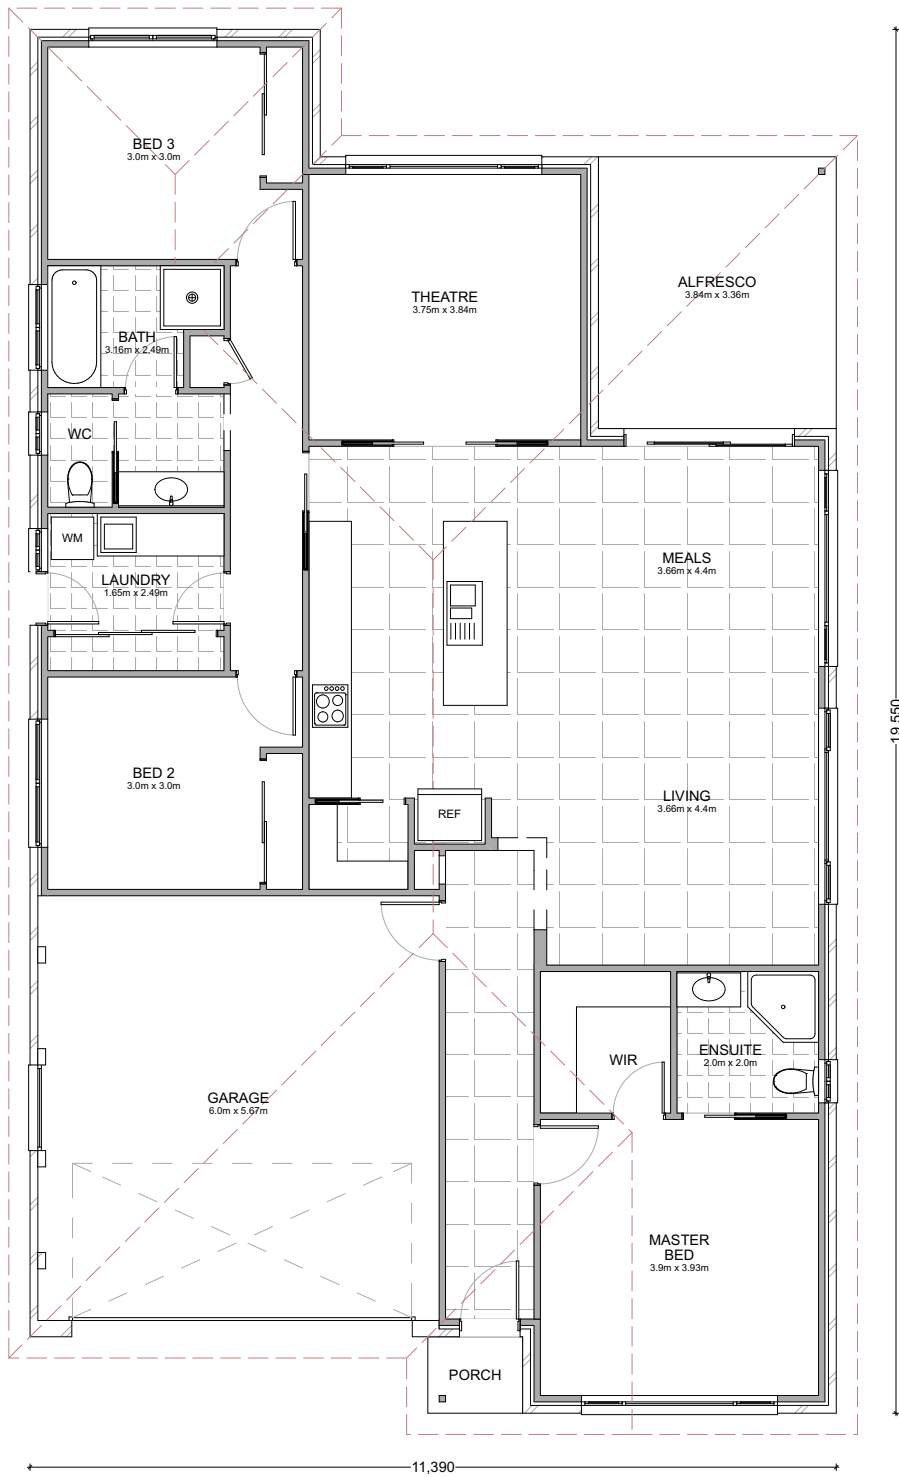 BED 3
3.0m x 3.0m
THEATRE
3.75m x 3.84m
ALFRESCO
3.84m x 3.36m
BATH
3.16m x 2.49m
WC
WM
LAUNDRY
1.65m x 2.49m
MEALS
3.66m x 4.4m
BED 2
3.0m x 3.0m
LIVING
3.66m x 4.4m
REF
19,550
GARAGE
6.0m x 5.67m
WIR
ENSUITE
2.0m x 2.0m
MASTER
BED
3.9m x 3.93m
PORCH
11,390